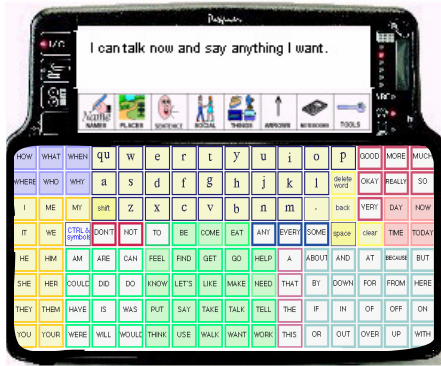 Pathfinder
I/O
I can talk now and say anything I want.
Name
NAMES PLACES SENTENCE SOCIAL THINGS ARROWS NOTEBOOKS TOOLS
HOW WHAT WHEN qu w e r t y u i o p GOOD MORE MUCH
WHERE WHO WHY a s d f g h j k l delete word OKAY REALLY SO
I ME MY shift z x c v b n m . back VERY DAY NOW
IT WE CTRL & symbols DON'T NOT TO BE COME EAT ANY EVERY SOME space clear TIME TODAY
HE HIM AM ARE CAN FEEL FIND GET GO HELP A ABOUT AND AT BECAUSE BUT
SHE HER COULD DID DO KNOW LET'S LIKE MAKE NEED THAT BY DOWN FOR FROM HERE
THEY THEM HAVE IS WAS PUT SAY TAKE TALK TELL THE IF IN OF OFF ON
YOU YOUR WERE WILL WOULD THINK USE WALK WANT WORK THIS OR OUT OVER UP WITH